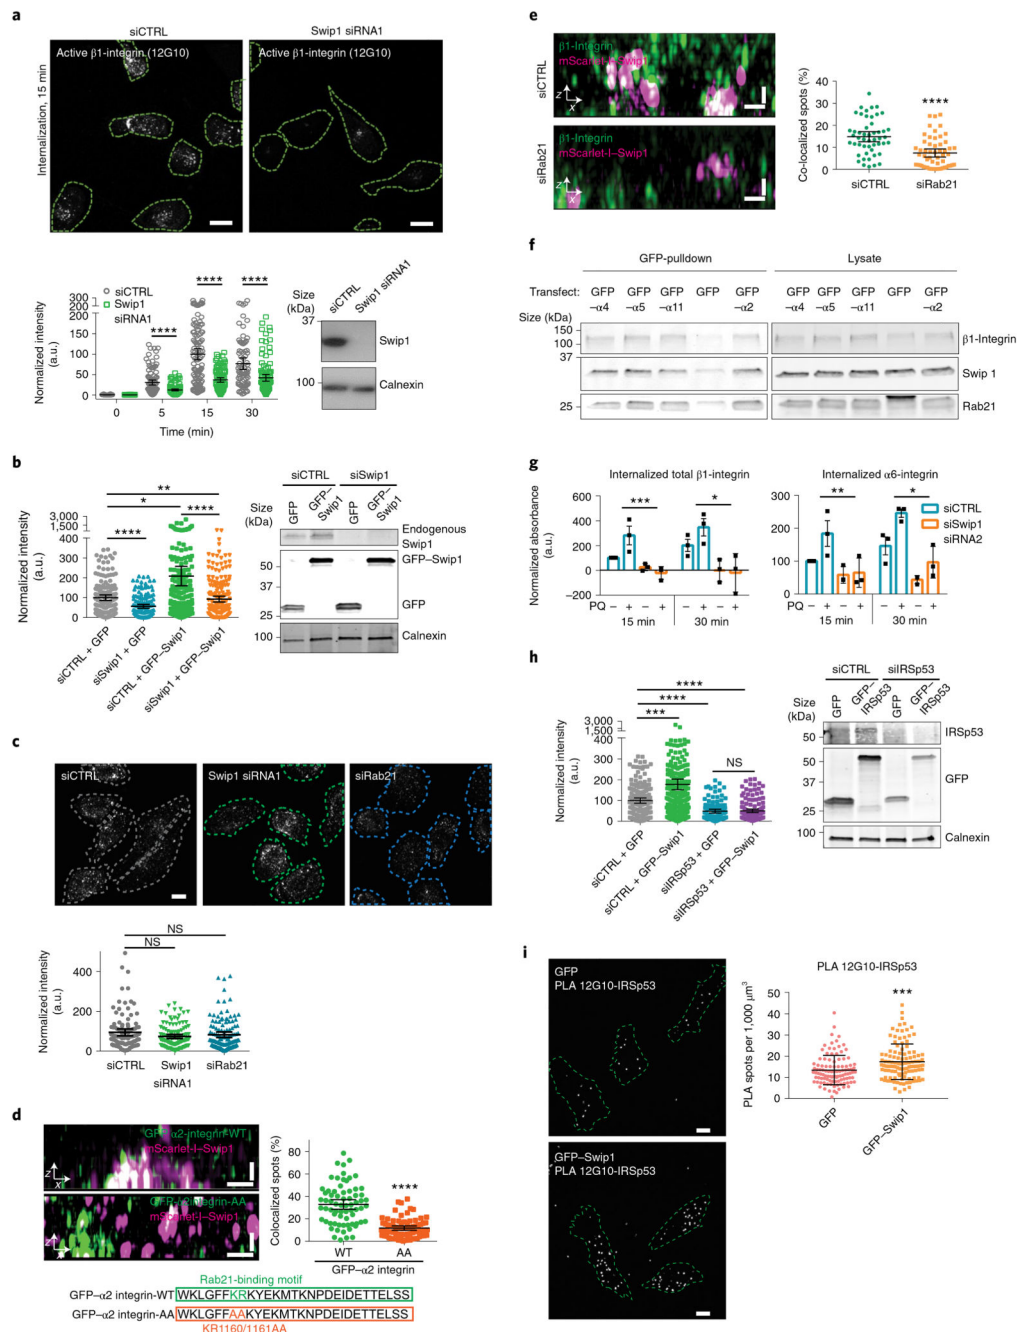 a
siCTRL
Swip1 siRNA1
Internalization, 15 min
Active β1-integrin (12G10)
Active β1-integrin (12G10)
Normalized intensity
(a.u.)
siCTRL
Swip1
siRNA1
300
200
150
100
50
0
****
****
****
0
5
15
30
Time (min)
Size
(kDa)
siCTRL
Swip1 siRNA1
37
Swip1
100
Calnexin
b
Normalized intensity
(a.u.)
3,000
1,500
400
300
200
100
0
**
*
****
****
siCTRL + GFP
siSwip1 + GFP
siCTRL + GFP–Swip1
siSwip1 + GFP–Swip1
siCTRL
siSwip1
Size
(kDa)
GFP
GFP–
Swip1
GFP
GFP–
Swip1
Endogenous
Swip1
50
GFP–Swip1
37
25
GFP
100
Calnexin
c
siCTRL
Swip1 siRNA1
siRab21
Normalized intensity
(a.u.)
400
200
0
NS
NS
siCTRL
Swip1
siRNA1
siRab21
d
GFP-α2-integrin-WT
mScarlet-I–Swip1
z
x
GFP-α2integrin-AA
mScarlet-I–Swip1
z
x
Colocalized spots (%)
80
60
40
20
0
****
WT
AA
GFP–α2 integrin
Rab21-binding motif
GFP–α2 integrin-WT WKLGFFKRKYEKMTKNPDEIDETTELSS
GFP–α2 integrin-AA WKLGFFAAKYEKMTKNPDEIDETTELSS
KR1160/1161AA
e
siCTRL
β1-Integrin
mScarlet-I–Swip1
z
x
siRab21
β1-Integrin
mScarlet-I–Swip1
z
x
Co-localized spots (%)
40
30
20
10
0
****
siCTRL
siRab21
f
GFP-pulldown
Lysate
Transfect:
GFP
–α4
GFP
–α5
GFP
–α11
GFP
GFP
–α2
GFP
–α4
GFP
–α5
GFP
–α11
GFP
GFP
–α2
Size (kDa)
150
100
β1-Integrin
37
Swip 1
25
Rab21
g
Internalized total β1-integrin
Internalized α6-integrin
Normalized absorbance
(a.u.)
600
400
200
0
–200
***
*
PQ – + – + – + – +
15 min
30 min
300
200
100
0
**
*
PQ – + – + – + – +
15 min
30 min
siCTRL
siSwip1
siRNA2
h
Normalized intensity
(a.u.)
3,000
1,500
400
300
200
100
0
****
****
***
NS
siCTRL + GFP
siCTRL + GFP–Swip1
siIRSp53 + GFP
siIRSp53 + GFP–Swip1
siCTRL
siIRSp53
Size
(kDa)
GFP
GFP–
IRSp53
GFP
GFP–
IRSp53
50
IRSp53
50
37
GFP
25
100
Calnexin
i
GFP
PLA 12G10-IRSp53
GFP–Swip1
PLA 12G10-IRSp53
PLA 12G10-IRSp53
PLA spots per 1,000 μm³
50
40
30
20
10
0
***
GFP
GFP–Swip1